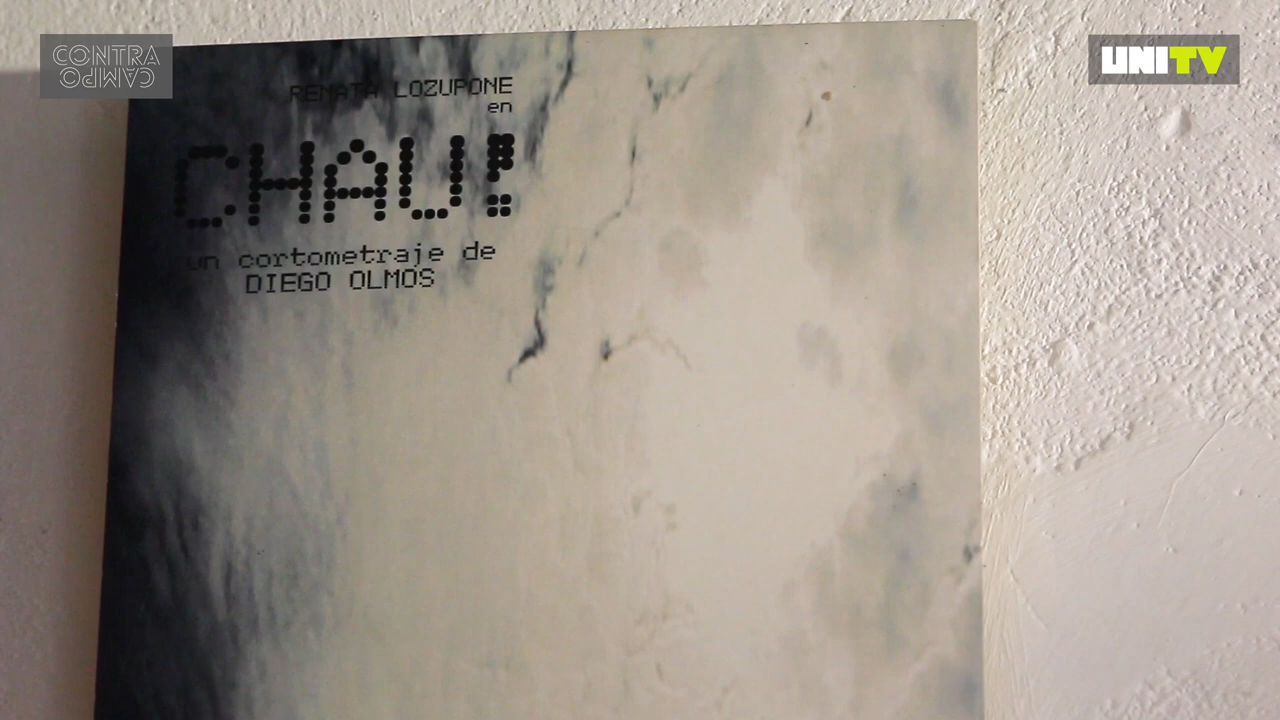 CONTRA
CAMPO
UNITV
RENATA LOZUPONE
en
CHAU!
un cortometraje de
DIEGO OLMOS